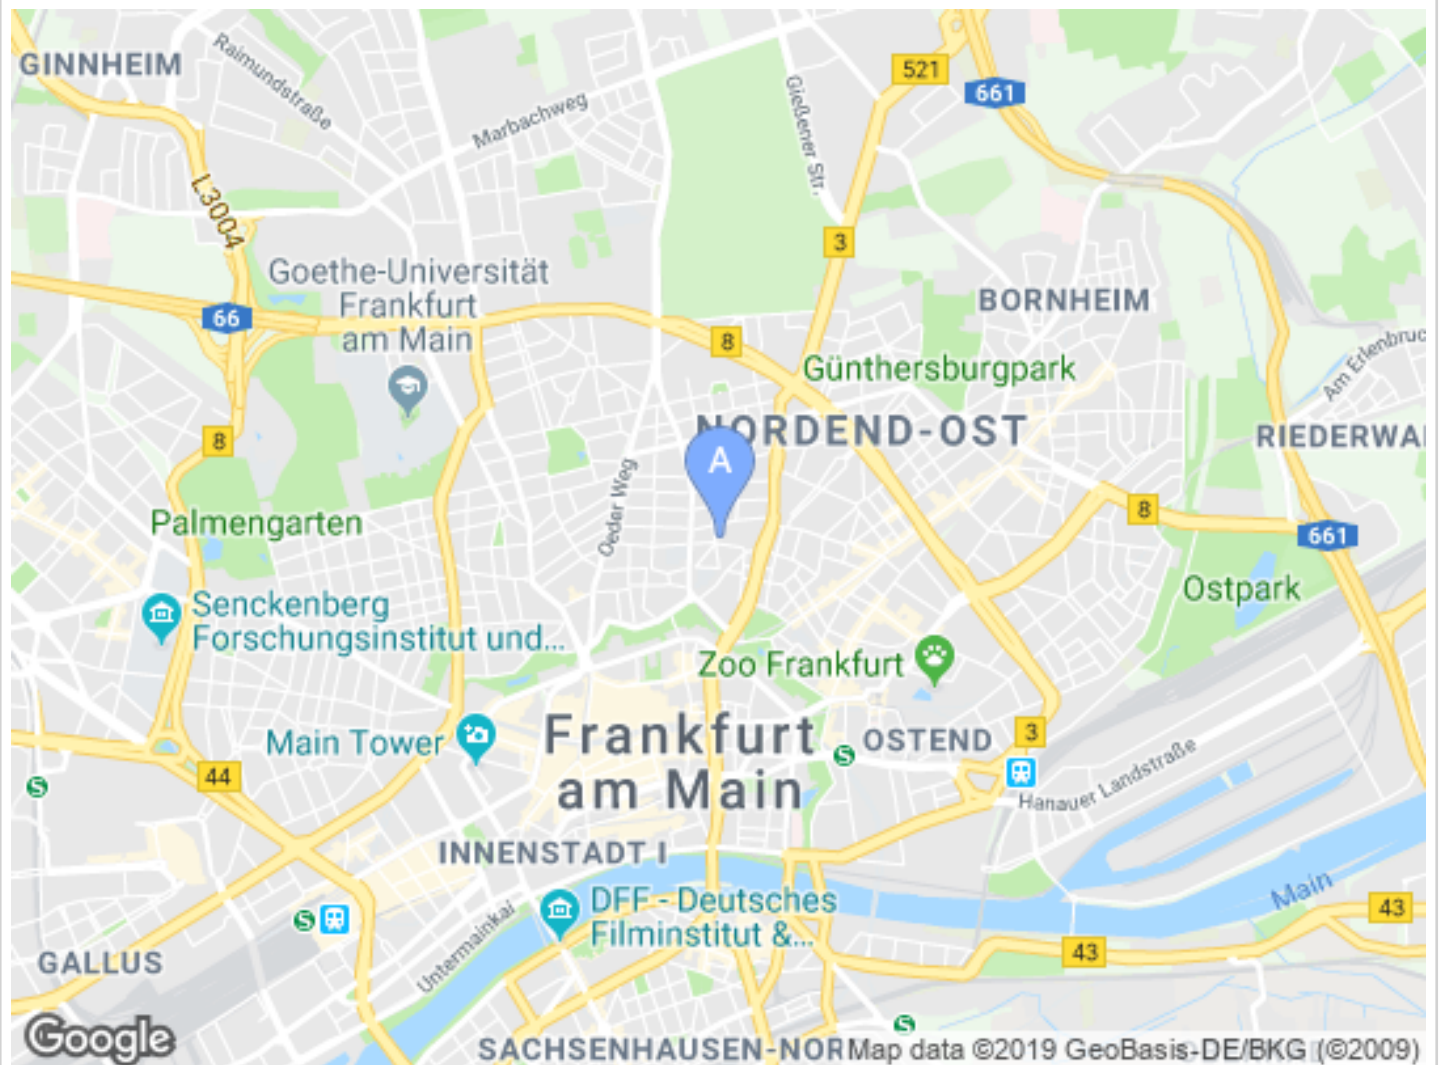 GINNHEIM
Raimundstraße
Marbachweg
Gießener Str.
521
661
L3004
3
Goethe-Universität
Frankfurt
am Main
66
BORNHEIM
8
Günthersburgpark
Am Erlenbruc
NORDEND-OST
A
8
RIEDERWA
Oeder Weg
Palmengarten
8
661
Ostpark
Senckenberg
Forschungsinstitut und...
Zoo Frankfurt
Main Tower
Frankfurt
am Main
S
OSTEND
3
S
44
Hanauer Landstraße
INNENSTADT I
DFF - Deutsches
Filminstitut &...
Main
43
S
Untermainkai
GALLUS
43
S
Google
SACHSENHAUSEN-NOR
Map data ©2019 GeoBasis-DE/BKG (©2009)